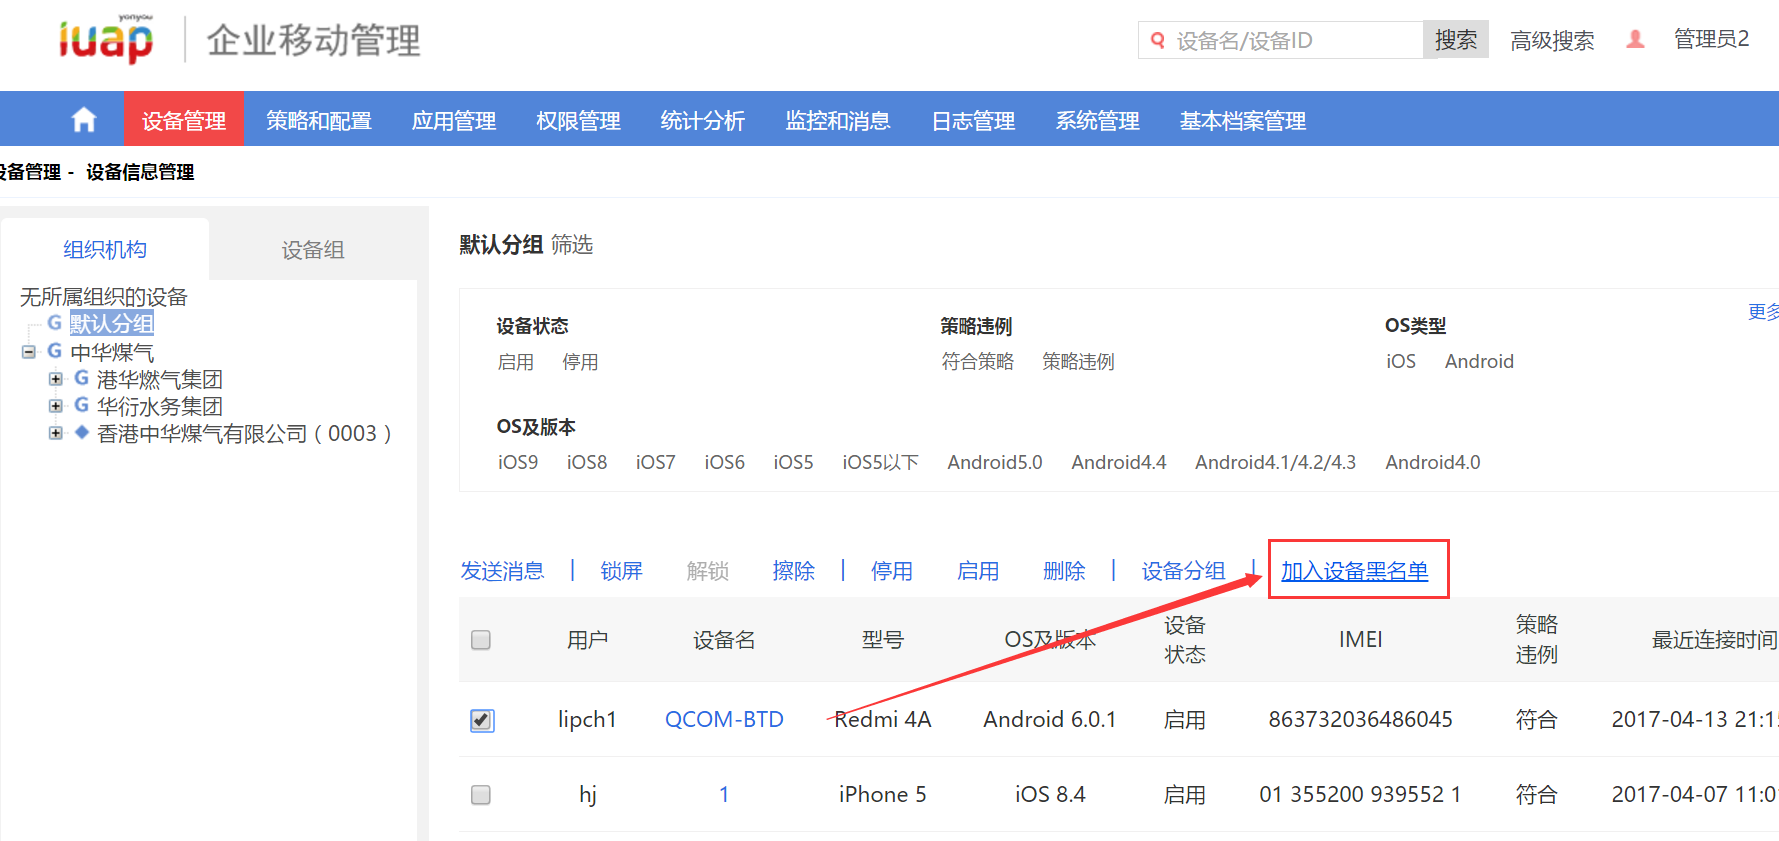 yonyou
iuap 企业移动管理
设备名/设备ID 搜索 高级搜索 管理员2
设备管理 策略和配置 应用管理 权限管理 统计分析 监控和消息 日志管理 系统管理 基本档案管理
设备管理 - 设备信息管理
组织机构 设备组
无所属组织的设备
G 默认分组
G 中华煤气
G 港华燃气集团
G 华衍水务集团
香港中华煤气有限公司（0003）
默认分组 筛选
更多
设备状态 策略违例 OS类型
启用 停用 符合策略 策略违例 iOS Android
OS及版本
iOS9 iOS8 iOS7 iOS6 iOS5 iOS5以下 Android5.0 Android4.4 Android4.1/4.2/4.3 Android4.0
发送消息 | 锁屏 解锁 擦除 | 停用 启用 删除 | 设备分组 | 加入设备黑名单
用户 设备名 型号 OS及版本 设备状态 IMEI 策略违例 最近连接时间
lipch1 QCOM-BTD Redmi 4A Android 6.0.1 启用 863732036486045 符合 2017-04-13 21:15
hj 1 iPhone 5 iOS 8.4 启用 01 355200 939552 1 符合 2017-04-07 11:0